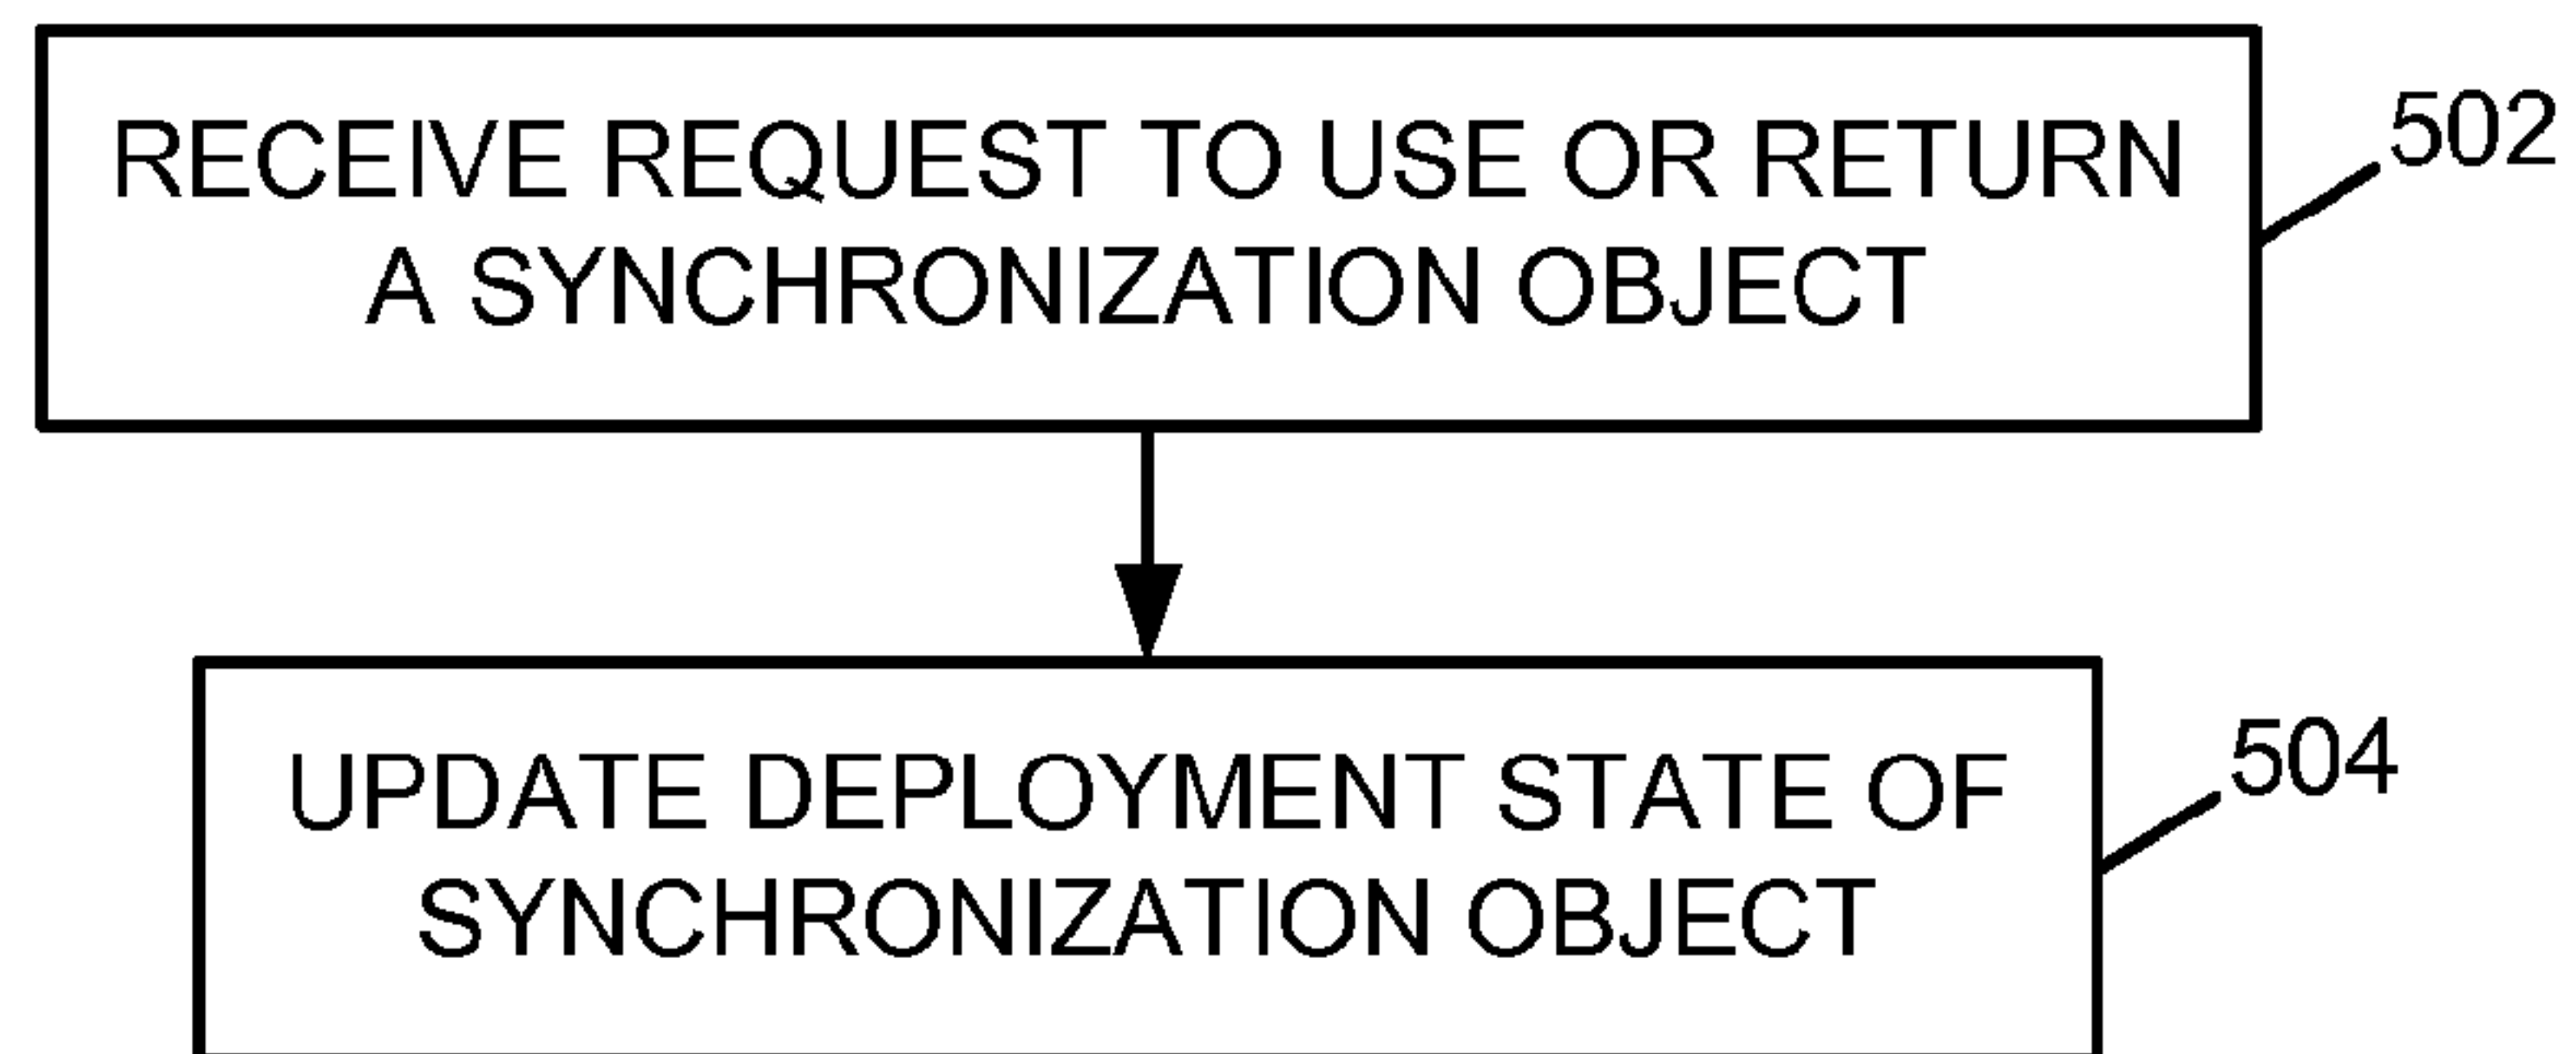 RECEIVE REQUEST TO USE OR RETURN
A SYNCHRONIZATION OBJECT
502
UPDATE DEPLOYMENT STATE OF
SYNCHRONIZATION OBJECT
504